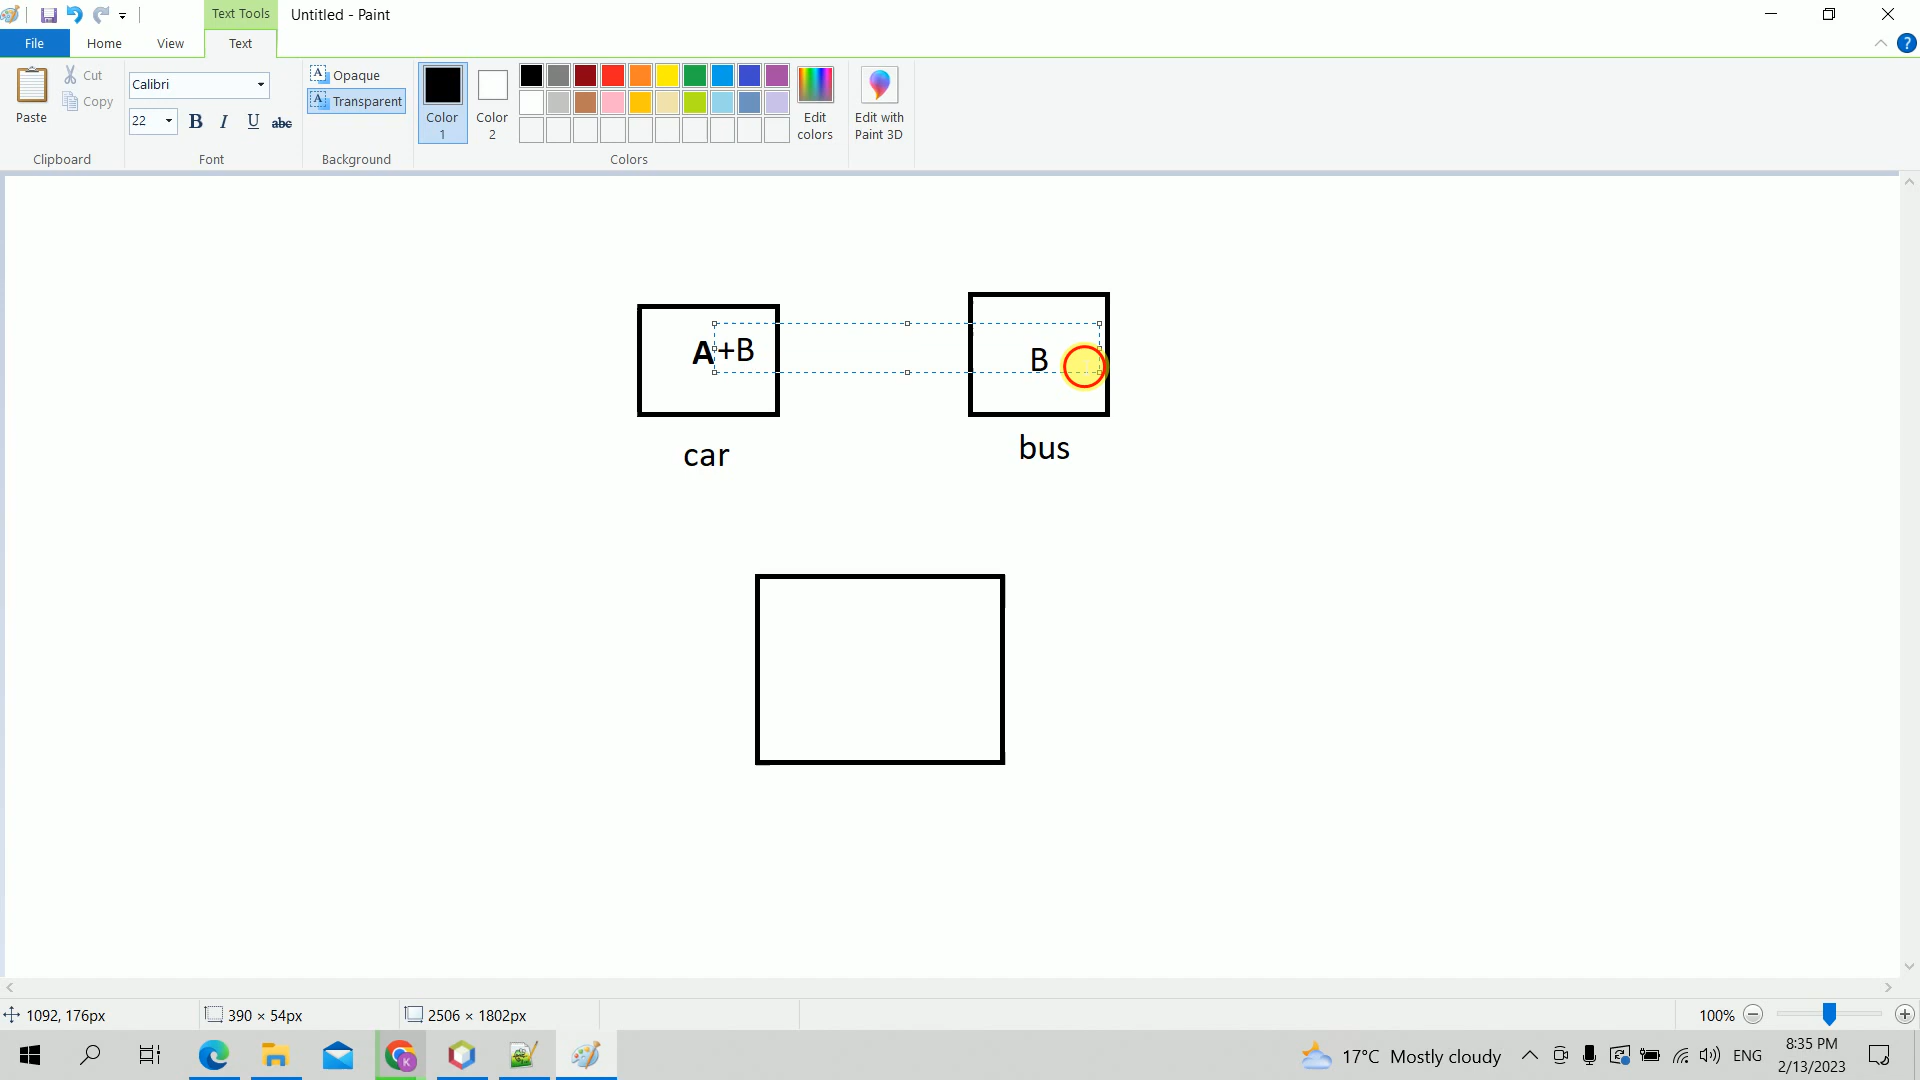 Text Tools
Untitled - Paint
File
Home
View
Text
Paste
Cut
Copy
Clipboard
Calibri
22
B I U abc
Font
A Opaque
A Transparent
Background
Color 1
Color 2
Edit colors
Colors
Edit with Paint 3D
A+B
B
car
bus
1092, 176px
390 × 54px
2506 × 1802px
100%
K
17°C Mostly cloudy
ENG
8:35 PM
2/13/2023